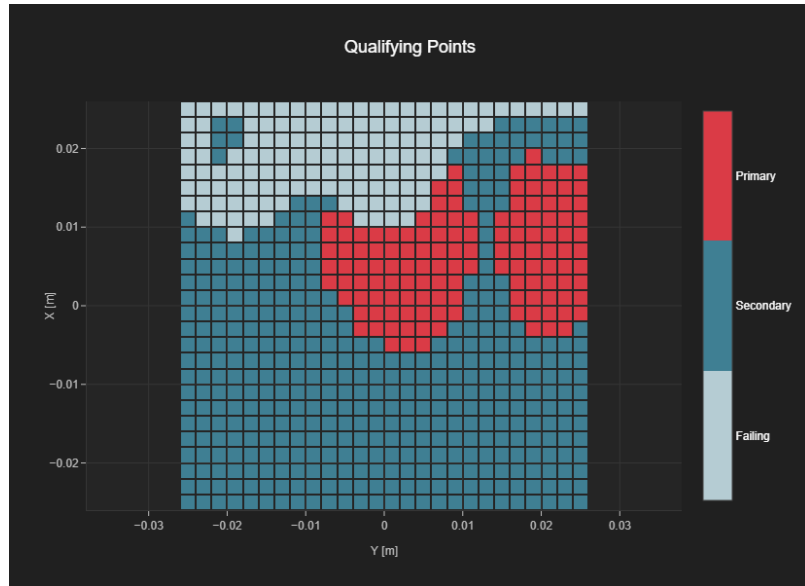 Qualifying Points
0.02
0.01
0
−0.01
−0.02
X [m]
−0.03
−0.02
−0.01
0
0.01
0.02
0.03
Y [m]
Primary
Secondary
Failing